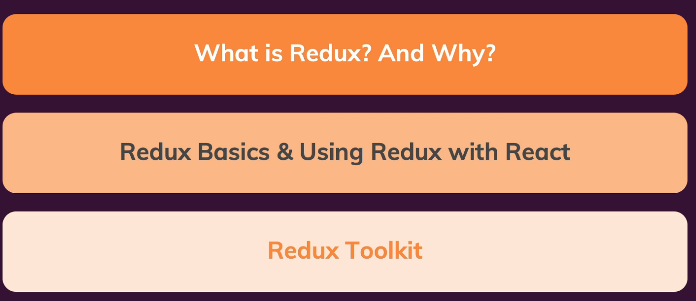 What is Redux? And Why?
Redux Basics & Using Redux with React
Redux Toolkit